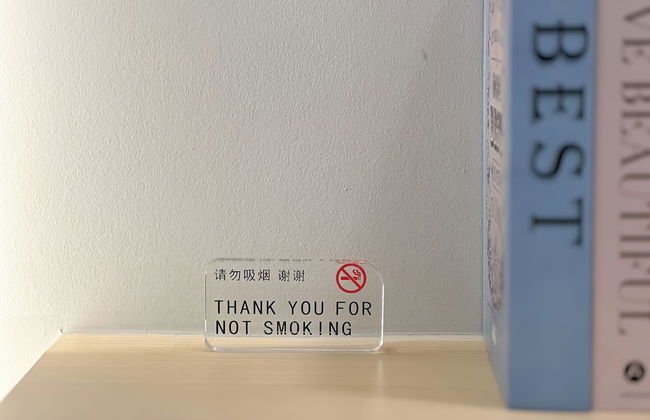 请勿吸烟 谢谢
THANK YOU FOR
NOT SMOKING
BEST
VE BEAUTIFUL